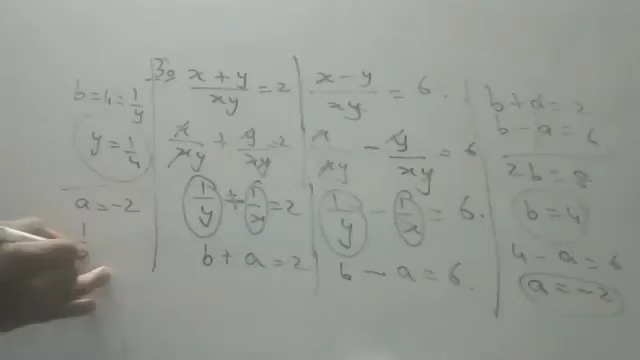 3. x+y/xy = 2
x/xy + y/xy = 2
1/y + 1/x = 2
b + a = 2
x-y/xy = 6.
x/xy - y/xy = 6
1/y - 1/x = 6.
b - a = 6.
b + a = 2
b - a = 6
2b = 8
b = 4
4 - a = 6
a = -2
b = 4 = 1/y
y = 1/4
a = -2
1